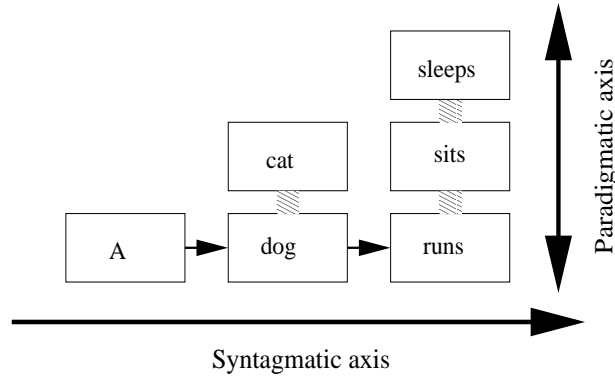 sleeps
cat
sits
A
dog
runs
Syntagmatic axis
Paradigmatic axis